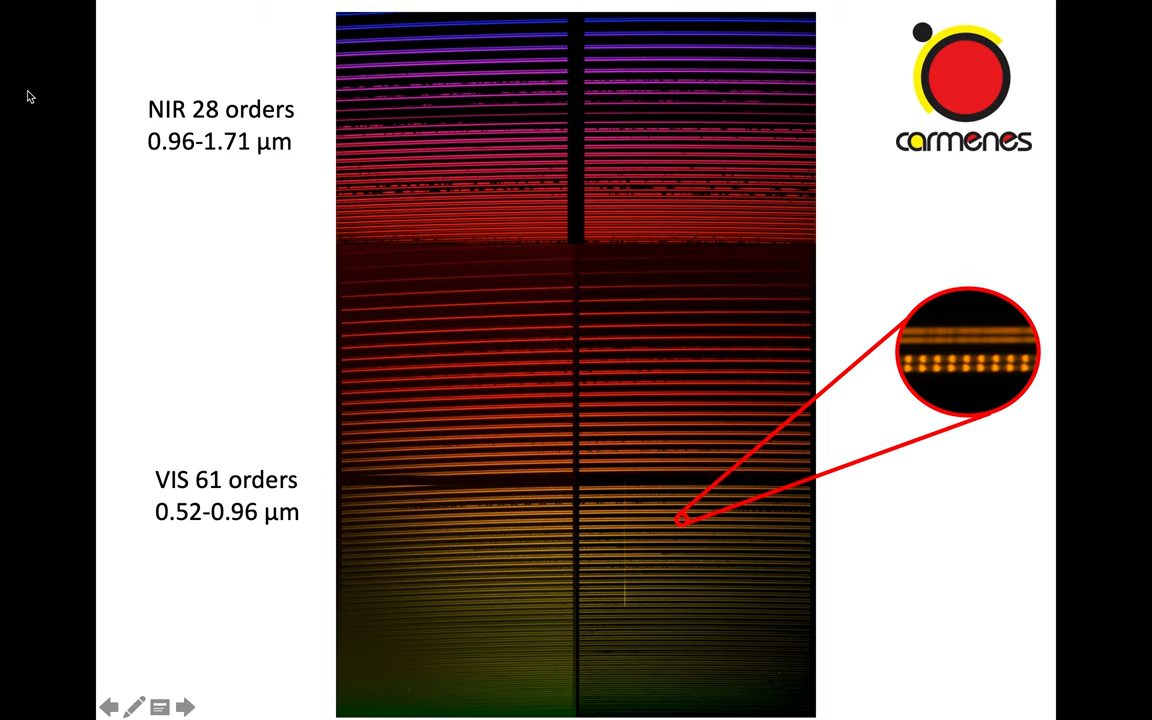 NIR 28 orders
0.96-1.71 µm
carmenes
VIS 61 orders
0.52-0.96 µm